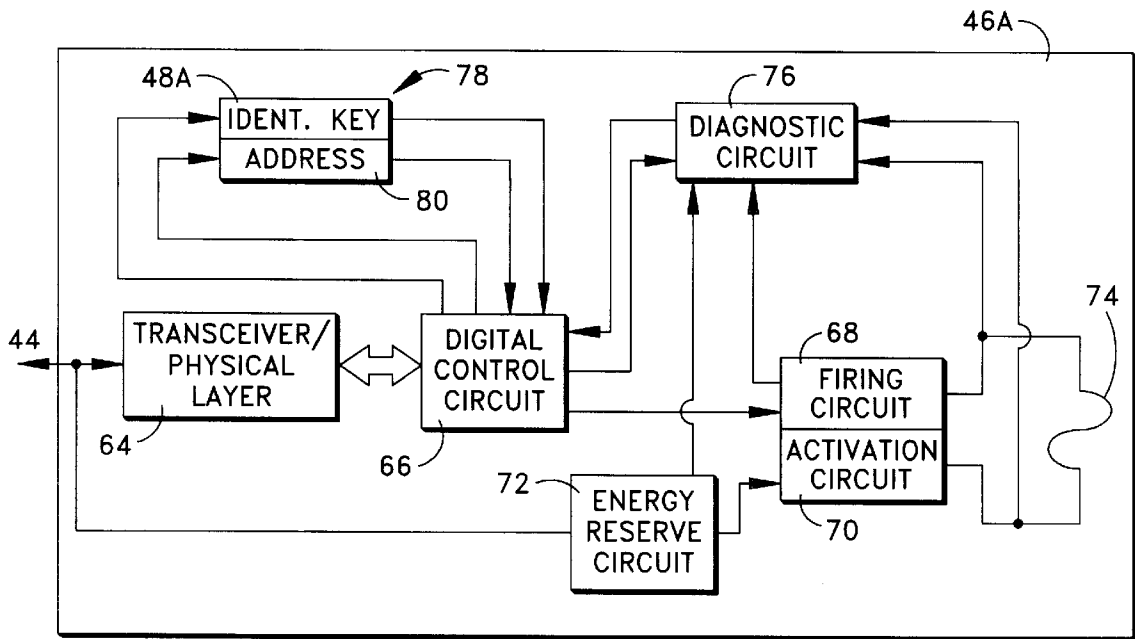 46A
48A
78
76
IDENT. KEY
ADDRESS
80
DIAGNOSTIC
CIRCUIT
44
TRANSCEIVER/
PHYSICAL
LAYER
64
DIGITAL
CONTROL
CIRCUIT
66
68
FIRING
CIRCUIT
ACTIVATION
CIRCUIT
70
74
72
ENERGY
RESERVE
CIRCUIT